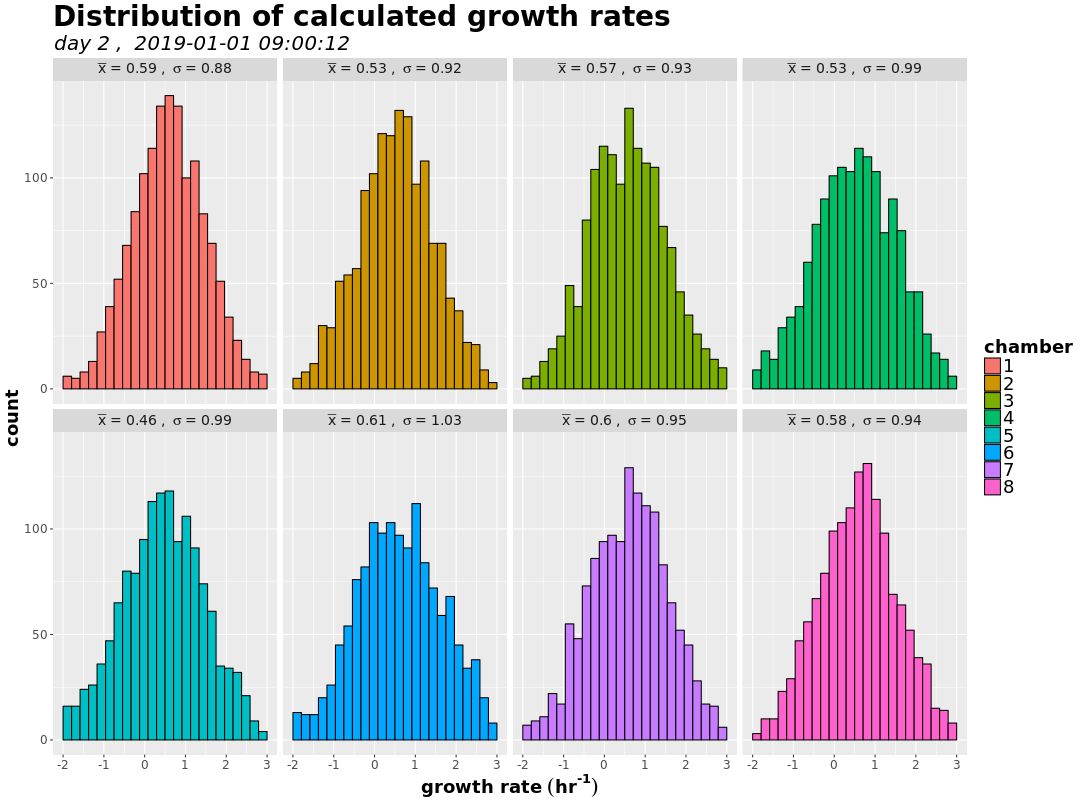 Distribution of calculated growth rates
day 2 ,  2019-01-01 09:00:12
x̅ = 0.59 ,  σ = 0.88
x̅ = 0.53 ,  σ = 0.92
x̅ = 0.57 ,  σ = 0.93
x̅ = 0.53 ,  σ = 0.99
100
50
0
x̅ = 0.46 ,  σ = 0.99
x̅ = 0.61 ,  σ = 1.03
x̅ = 0.6 ,  σ = 0.95
x̅ = 0.58 ,  σ = 0.94
100
50
0
-2 -1 0 1 2 3
-2 -1 0 1 2 3
-2 -1 0 1 2 3
-2 -1 0 1 2 3
count
growth rate (hr⁻¹)
chamber
1
2
3
4
5
6
7
8